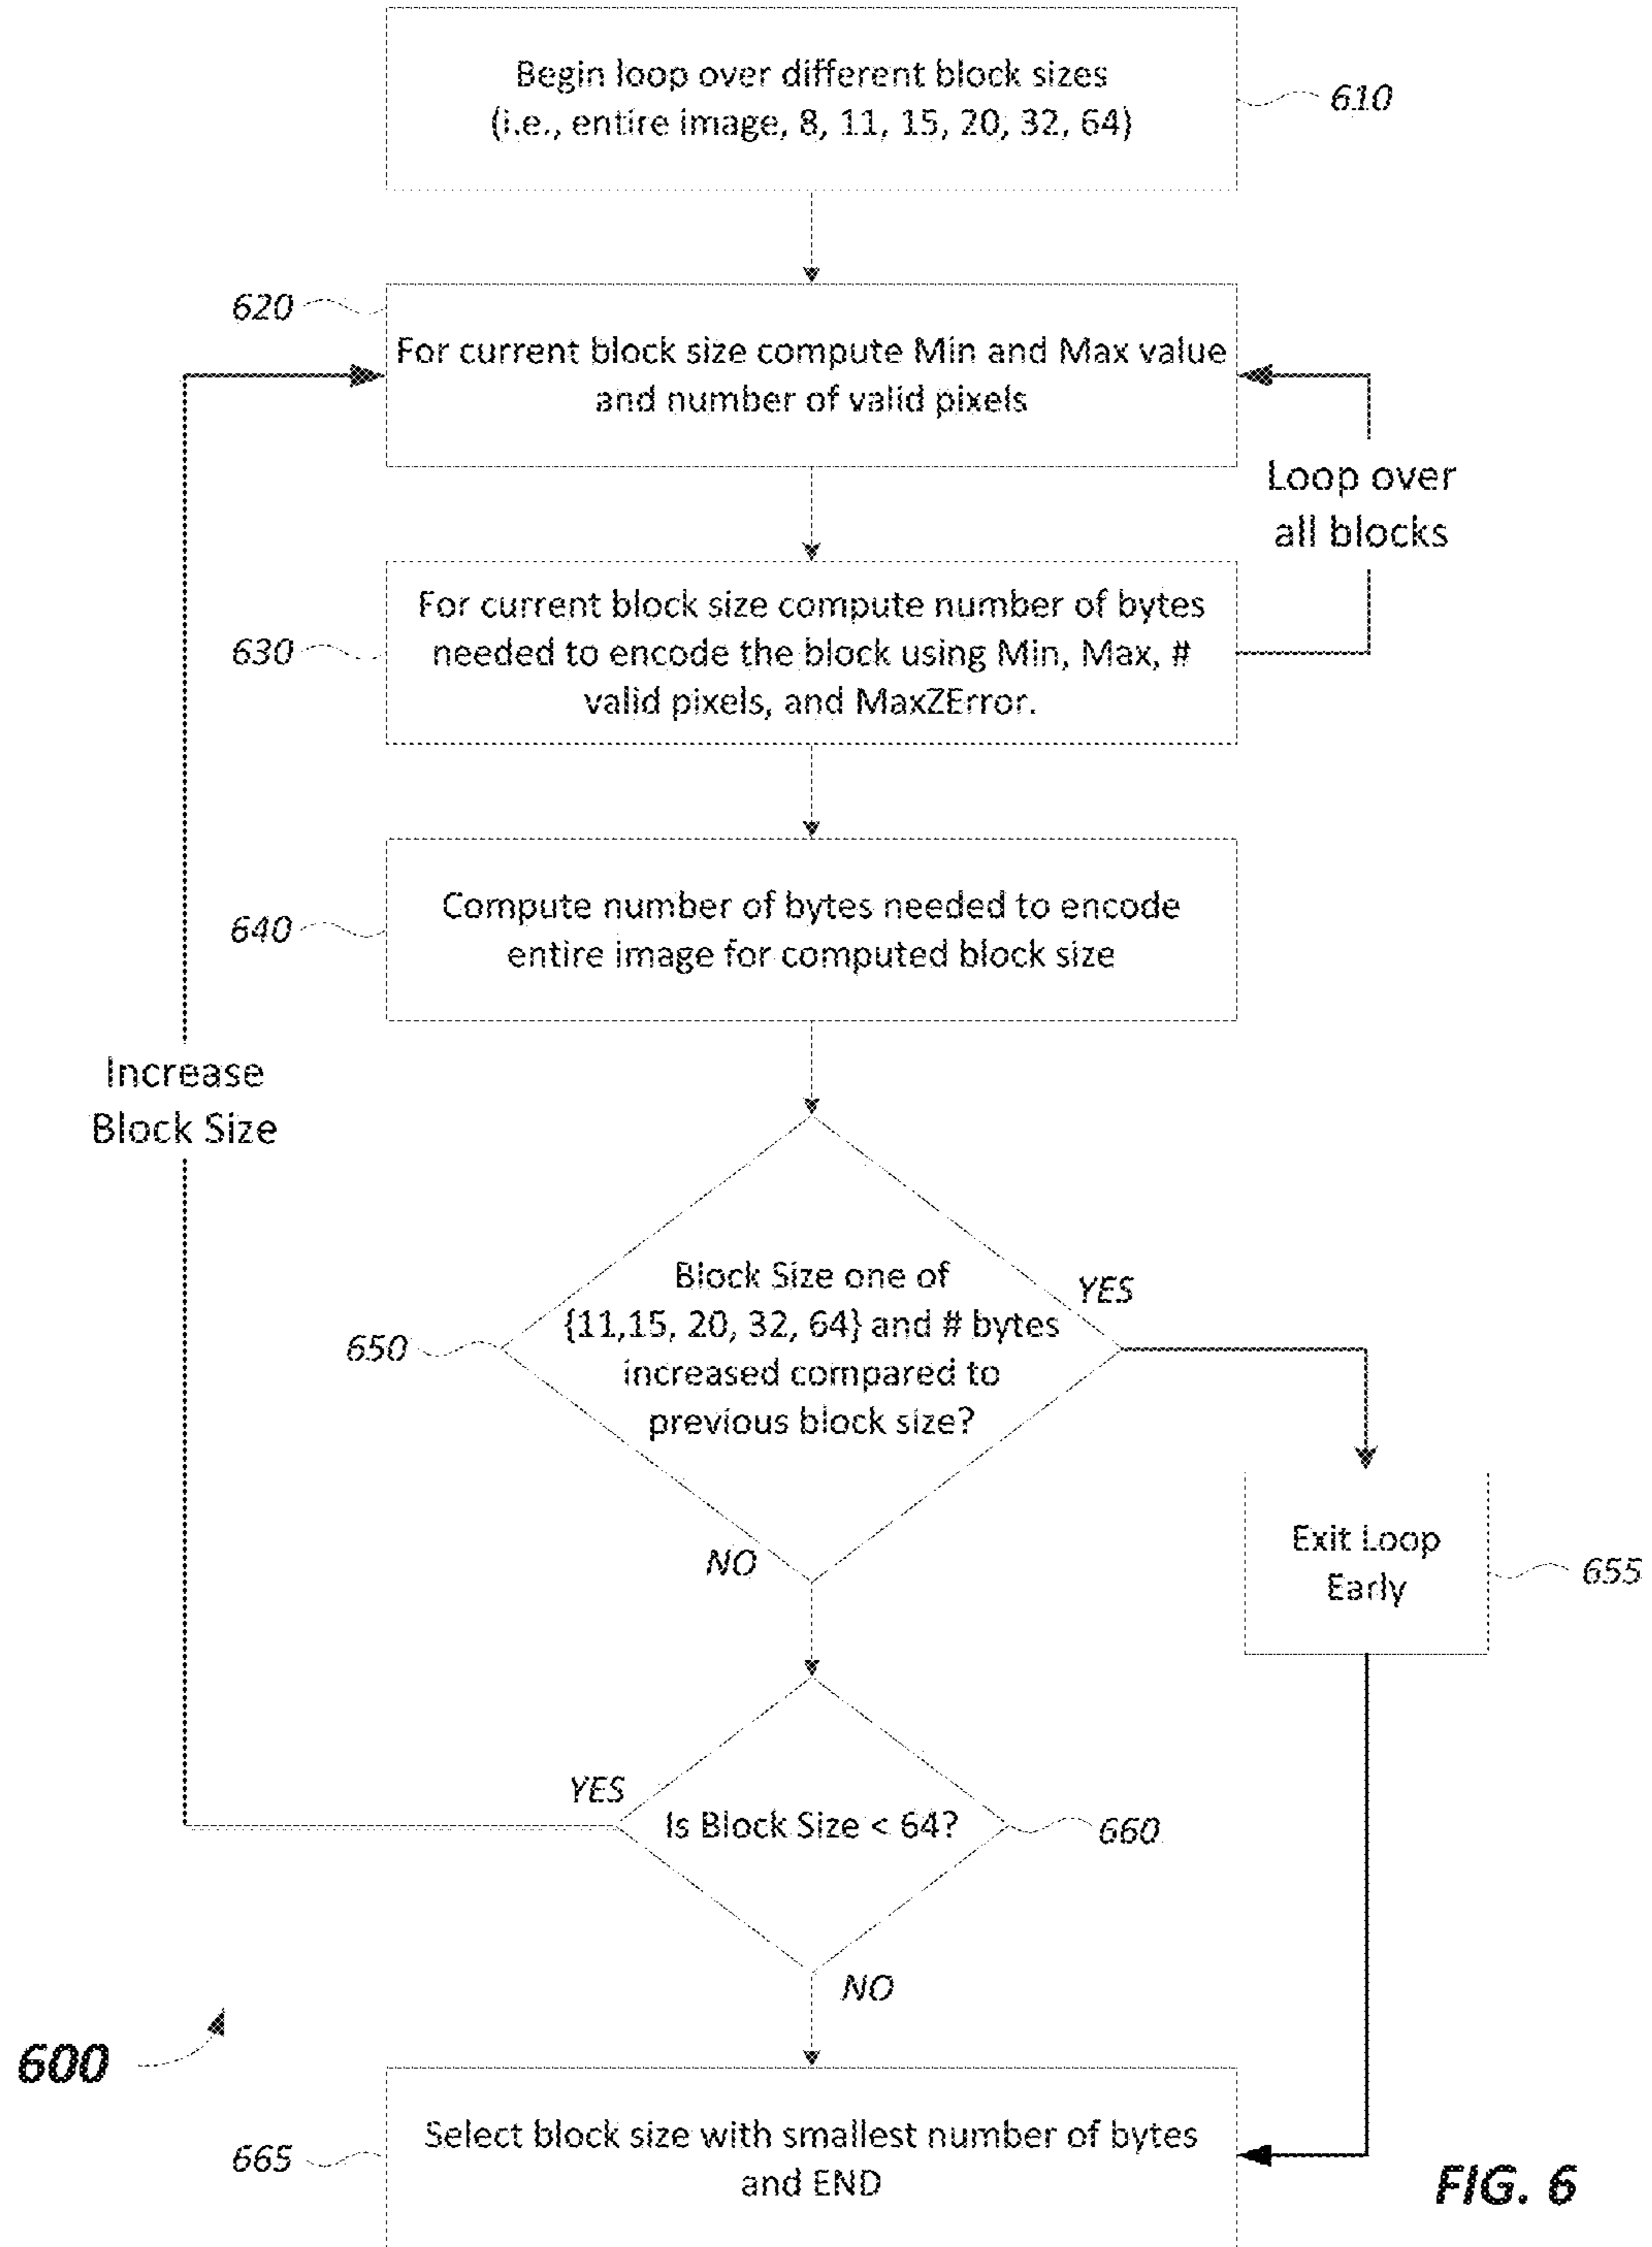 Begin loop over different block sizes
(i.e., entire image, 8, 11, 15, 20, 32, 64)
610
620
For current block size compute Min and Max value
and number of valid pixels
Loop over
all blocks
630
For current block size compute number of bytes
needed to encode the block using Min, Max, #
valid pixels, and MaxZError.
640
Compute number of bytes needed to encode
entire image for computed block size
Increase
Block Size
650
Block Size one of
{11,15, 20, 32, 64} and # bytes
increased compared to
previous block size?
YES
NO
Exit Loop
Early
655
YES
Is Block Size < 64?
660
NO
600
665
Select block size with smallest number of bytes
and END
FIG. 6